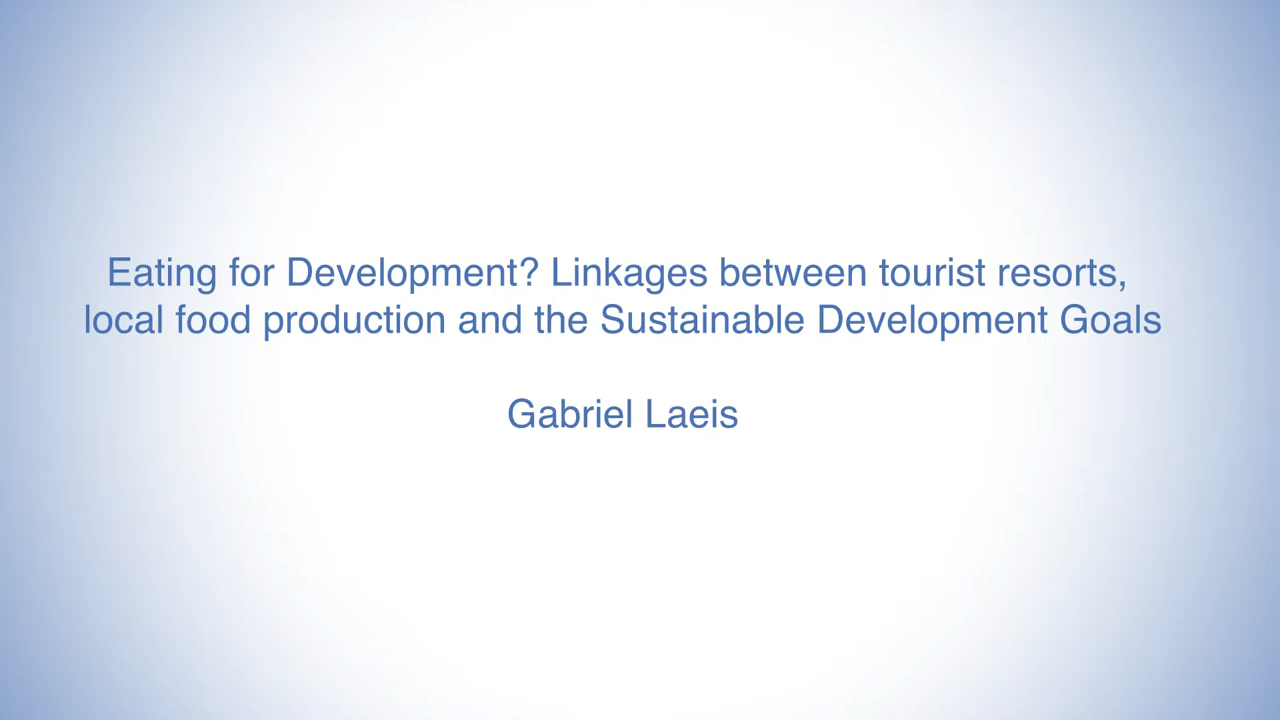 Eating for Development? Linkages between tourist resorts,
local food production and the Sustainable Development Goals
Gabriel Laeis